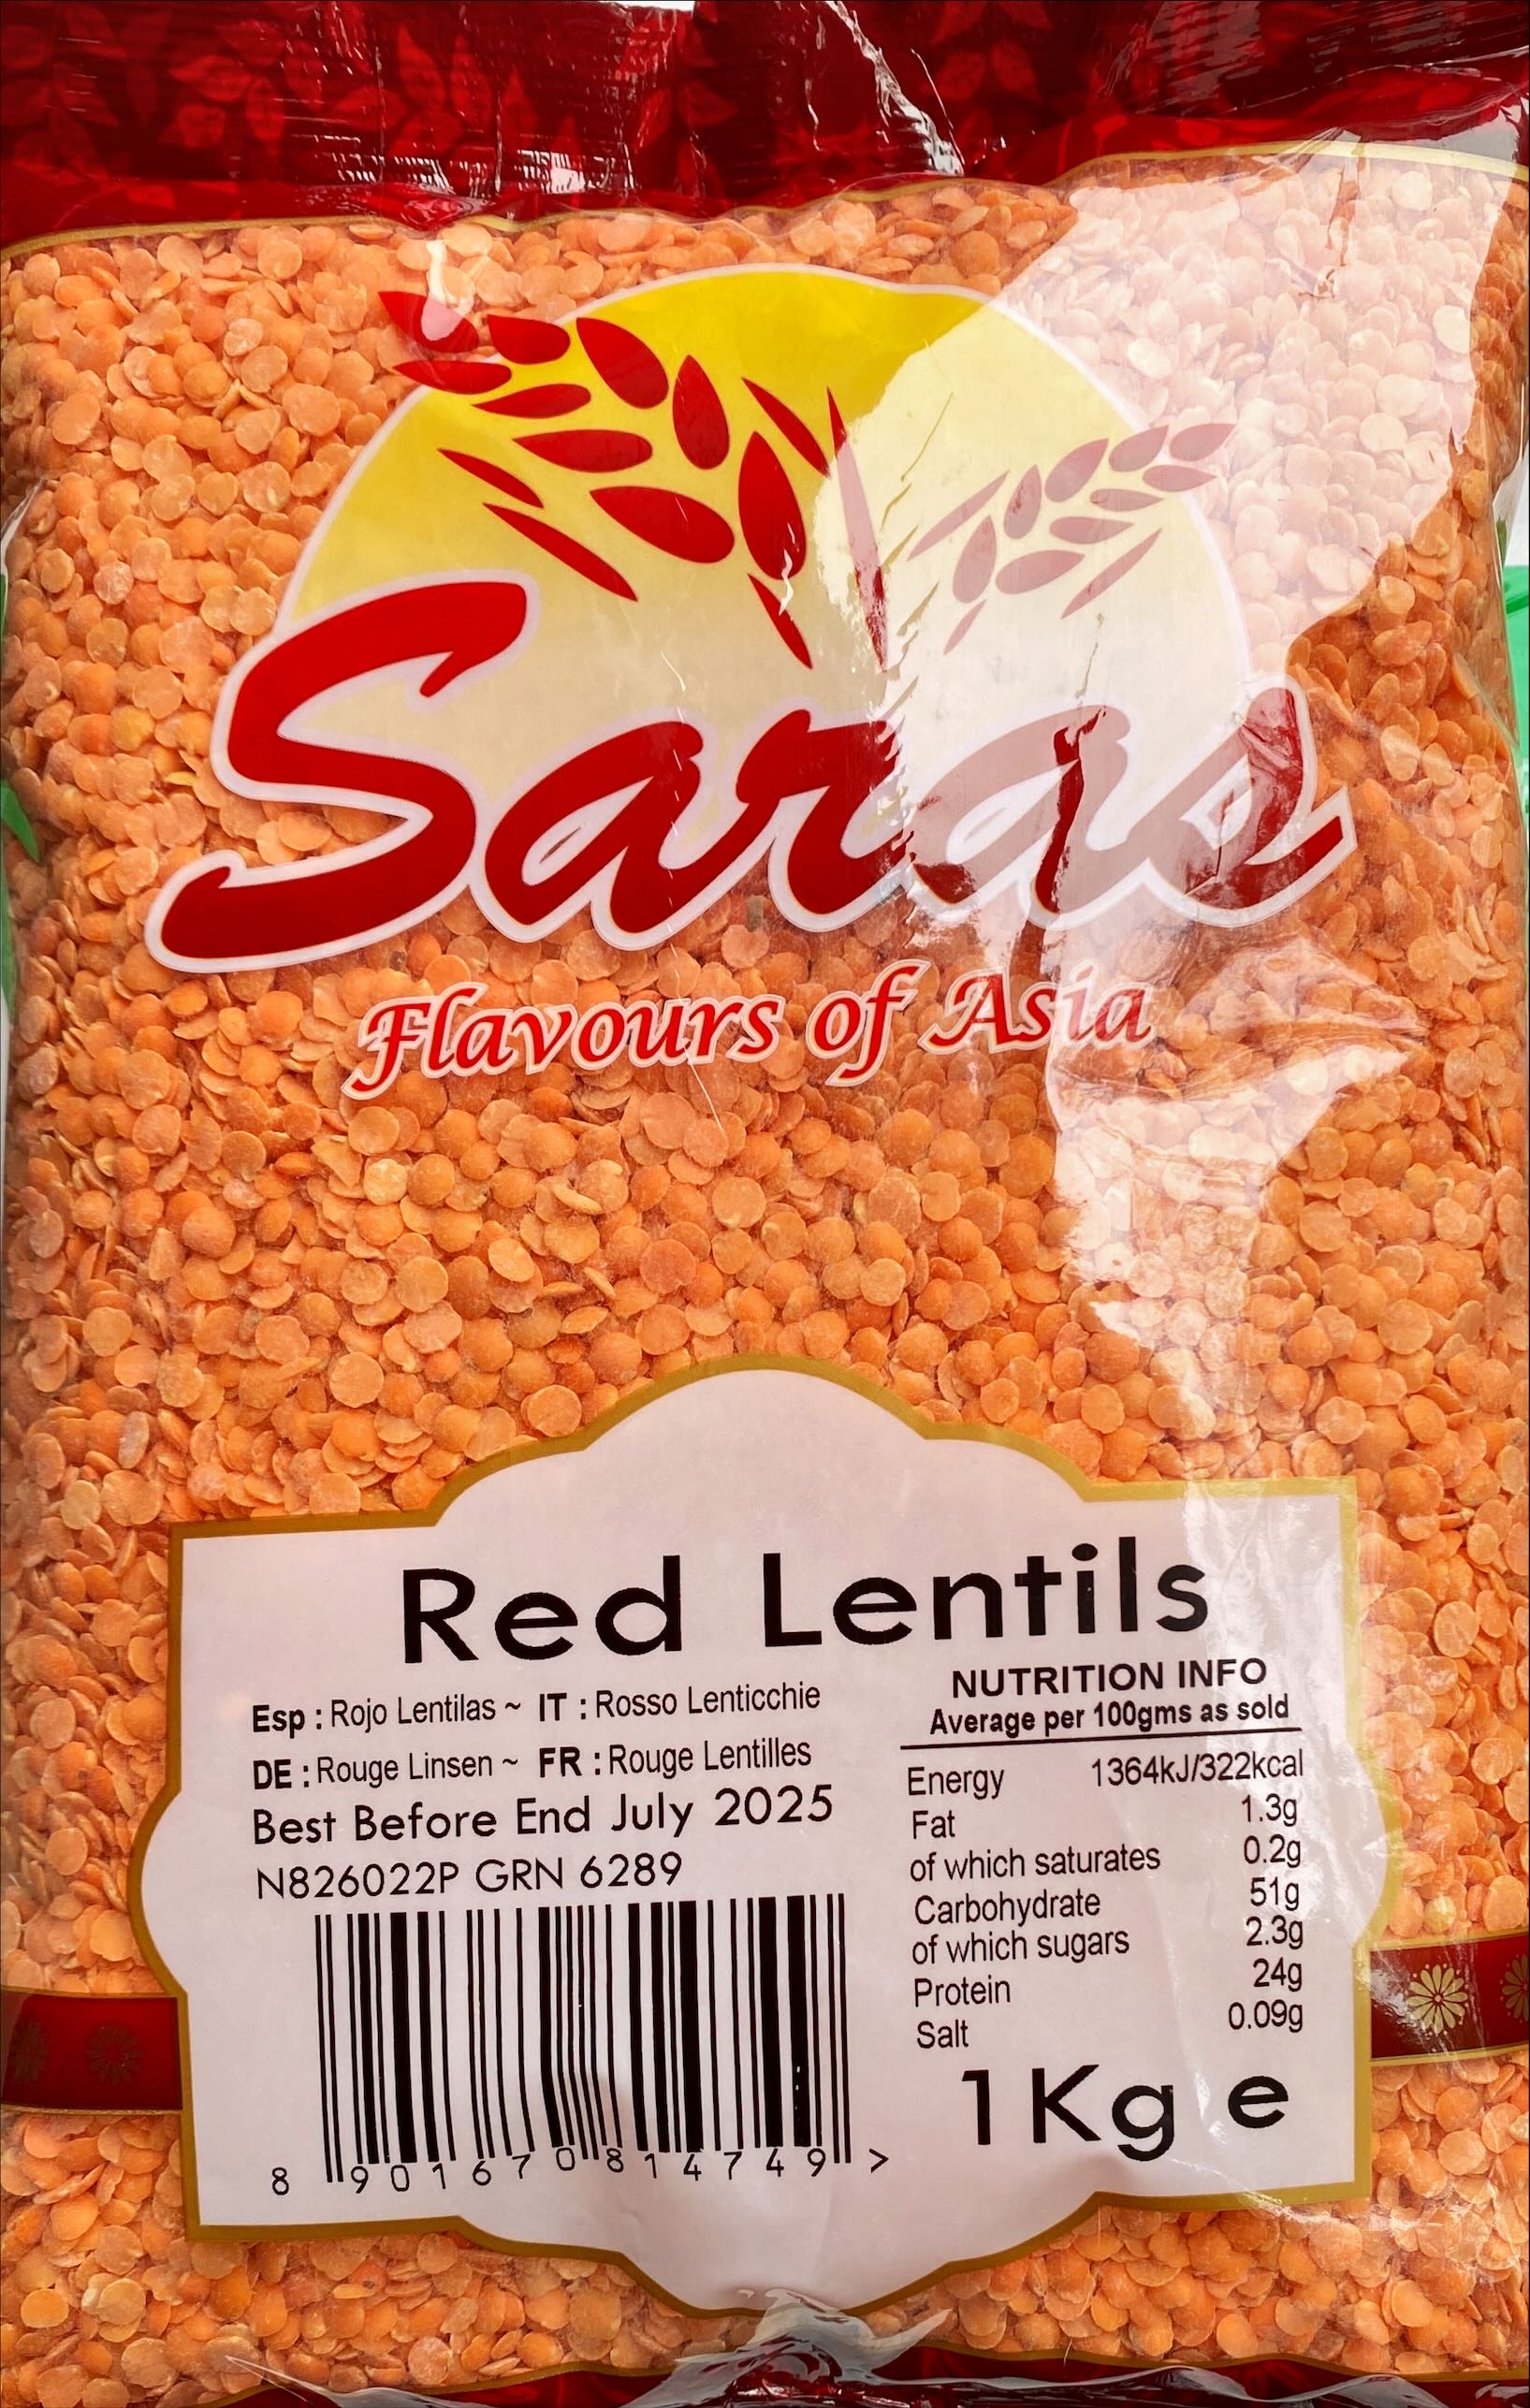 Saras
Flavours of Asia
Red Lentils
Esp : Rojo Lentilas ~ IT : Rosso Lenticchie
DE : Rouge Linsen ~ FR : Rouge Lentilles
Best Before End July 2025
N826022P GRN 6289
8 901670 814749 >
NUTRITION INFO
Average per 100gms as sold
Energy 1364kJ/322kcal
Fat 1.3g
of which saturates 0.2g
Carbohydrate 51g
of which sugars 2.3g
Protein 24g
Salt 0.09g
1Kg e